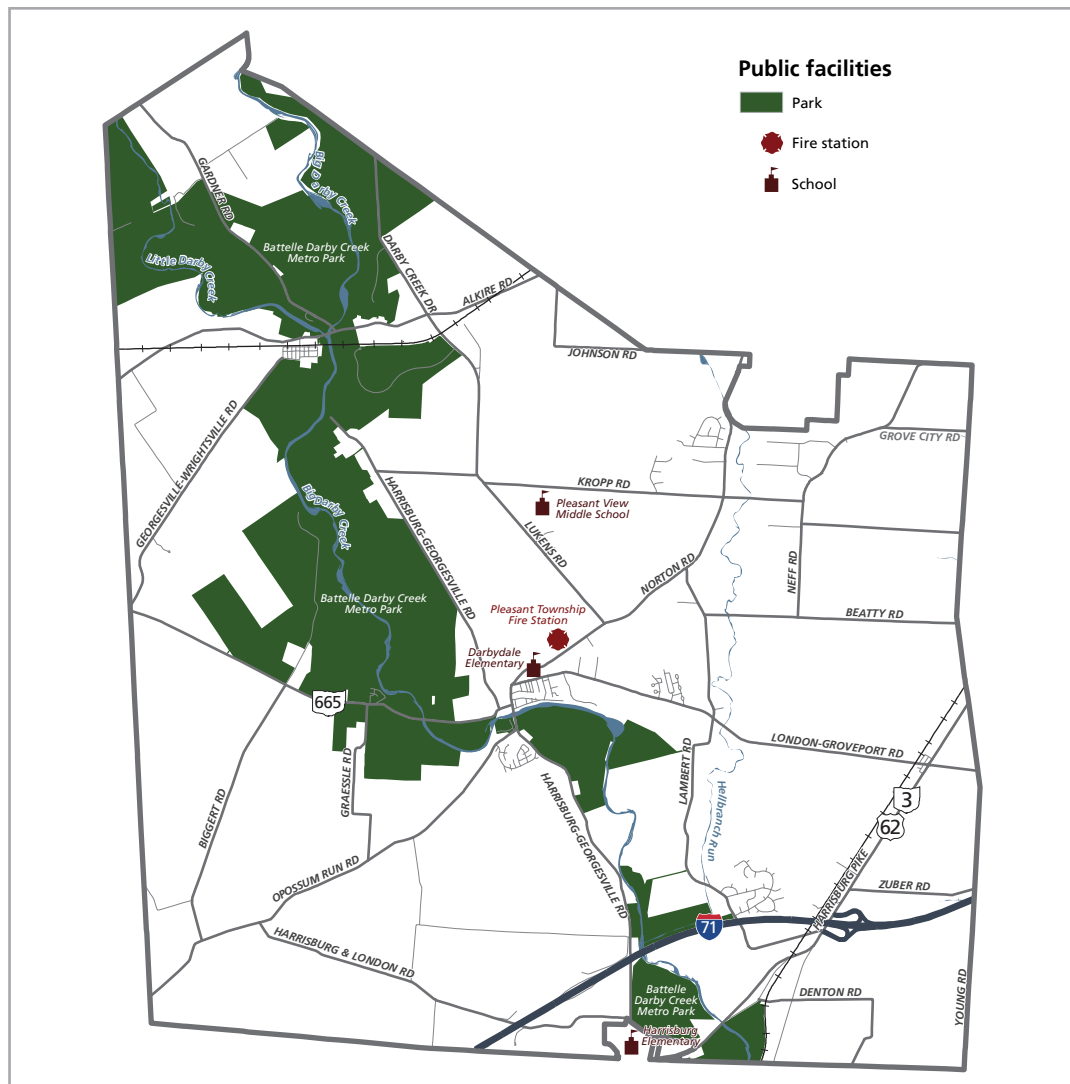 Public facilities
Park
Fire station
School
GARDNER RD
Big Darby Creek
Little Darby Creek
Battelle Darby Creek
Metro Park
DARBY CREEK DR
ALKIRE RD
JOHNSON RD
GEORGESVILLE-WRIGHTSVILLE RD
GROVE CITY RD
KROPP RD
Pleasant View
Middle School
Big Darby Creek
HARRISBURG-GEORGESVILLE RD
LUKENS RD
NORTON RD
NEFF RD
Battelle Darby Creek
Metro Park
Pleasant Township
Fire Station
BEATTY RD
Darbydale
Elementary
665
GRAESSLE RD
LAMBERT RD
LONDON-GROVEPORT RD
BIGGERT RD
HARRISBURG-GEORGESVILLE RD
Hellbranch Run
3
62
OPOSSUM RUN RD
HARRISBURG PIKE
ZUBER RD
71
HARRISBURG & LONDON RD
Battelle
Darby Creek
Metro Park
DENTON RD
YOUNG RD
Harrisburg
Elementary